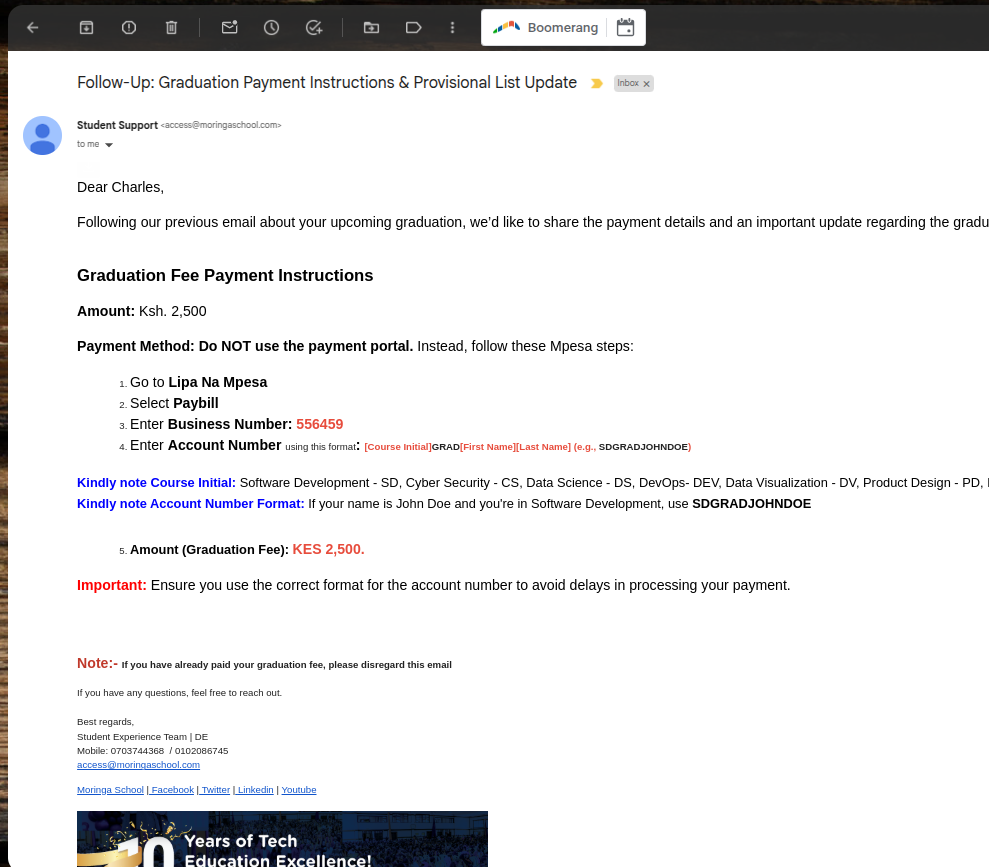 Boomerang
Follow-Up: Graduation Payment Instructions & Provisional List Update
Inbox ×
Student Support <access@moringaschool.com>
to me
Dear Charles,
Following our previous email about your upcoming graduation, we'd like to share the payment details and an important update regarding the gradu
Graduation Fee Payment Instructions
Amount: Ksh. 2,500
Payment Method: Do NOT use the payment portal. Instead, follow these Mpesa steps:
1. Go to Lipa Na Mpesa
2. Select Paybill
3. Enter Business Number: 556459
4. Enter Account Number using this format: [Course Initial]GRAD[First Name][Last Name] (e.g., SDGRADJOHNDOE)
Kindly note Course Initial: Software Development - SD, Cyber Security - CS, Data Science - DS, DevOps- DEV, Data Visualization - DV, Product Design - PD,
Kindly note Account Number Format: If your name is John Doe and you're in Software Development, use SDGRADJOHNDOE
5. Amount (Graduation Fee): KES 2,500.
Important: Ensure you use the correct format for the account number to avoid delays in processing your payment.
Note:- If you have already paid your graduation fee, please disregard this email
If you have any questions, feel free to reach out.
Best regards,
Student Experience Team | DE
Mobile: 0703744368  / 0102086745
access@moringaschool.com
Moringa School | Facebook | Twitter | Linkedin | Youtube
10 Years of Tech
Education Excellence!